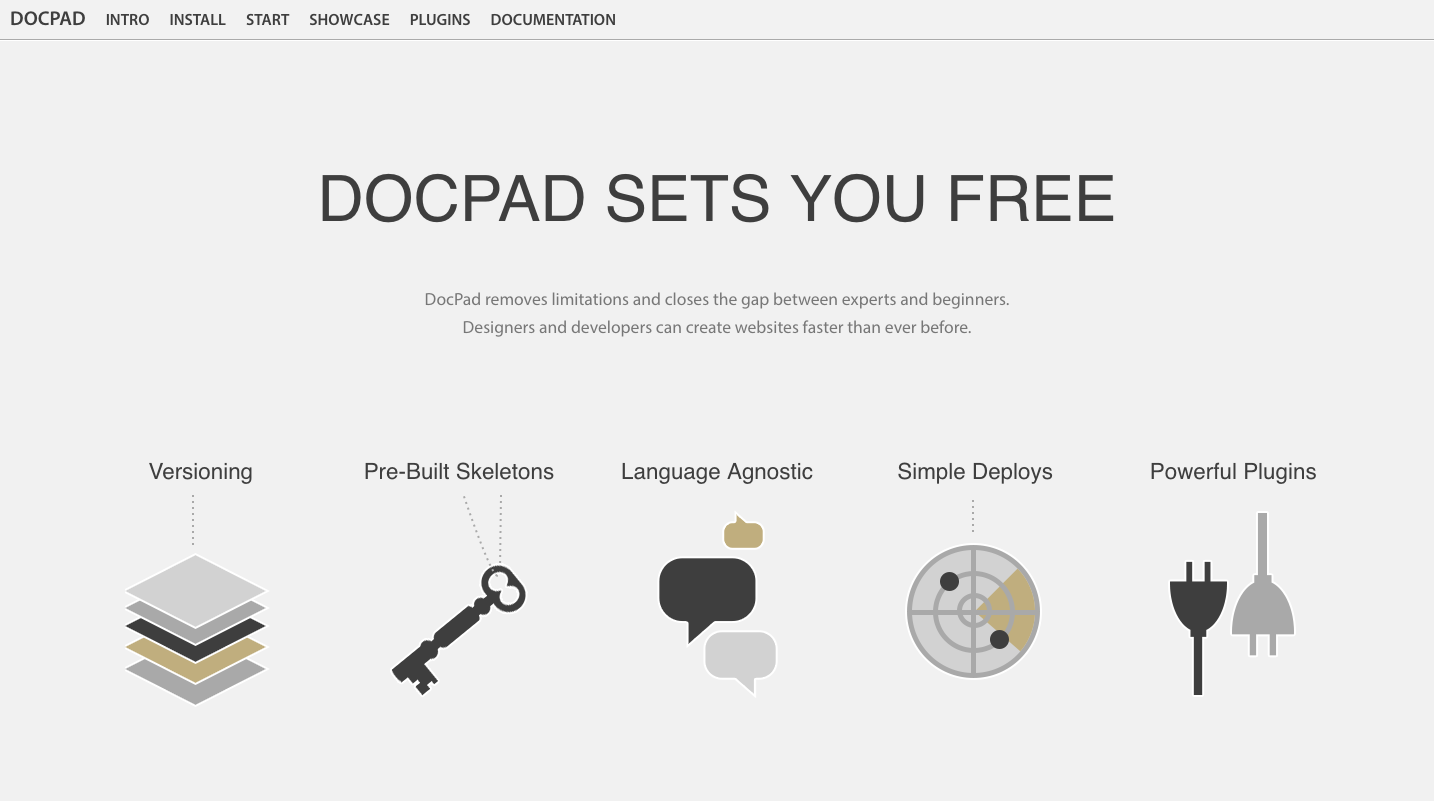 DOCPAD INTRO INSTALL START SHOWCASE PLUGINS DOCUMENTATION
DOCPAD SETS YOU FREE
DocPad removes limitations and closes the gap between experts and beginners.
Designers and developers can create websites faster than ever before.
Versioning Pre-Built Skeletons Language Agnostic Simple Deploys Powerful Plugins